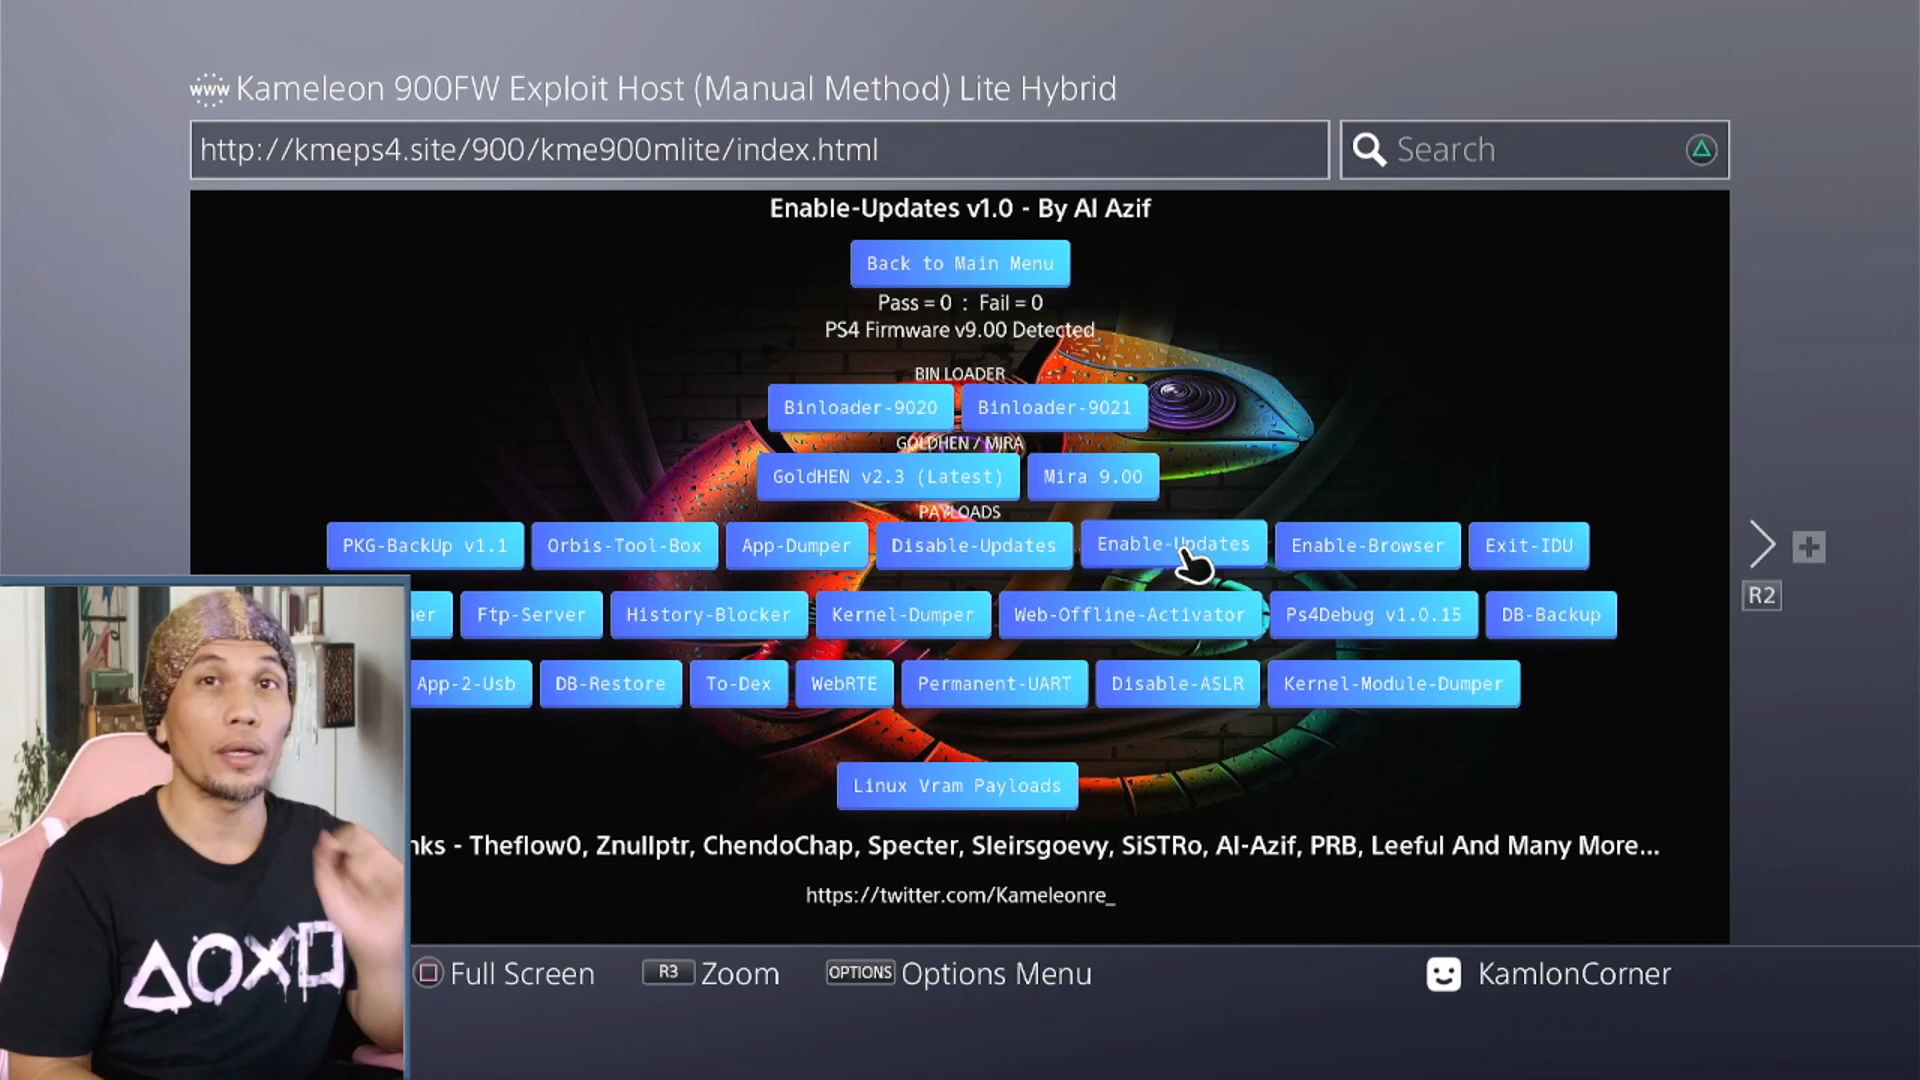 Kameleon 900FW Exploit Host (Manual Method) Lite Hybrid
http://kmeps4.site/900/kme900mlite/index.html
Search
Enable-Updates v1.0 - By Al Azif
Back to Main Menu
Pass = 0 : Fail = 0
PS4 Firmware v9.00 Detected
BIN LOADER
Binloader-9020 Binloader-9021
GOLDHEN / MIRA
GoldHEN v2.3 (Latest) Mira 9.00
PAYLOADS
PKG-BackUp v1.1 Orbis-Tool-Box App-Dumper Disable-Updates Enable-Updates Enable-Browser Exit-IDU
R2
Ftp-Server History-Blocker Kernel-Dumper Web-Offline-Activator Ps4Debug v1.0.15 DB-Backup
App-2-Usb DB-Restore To-Dex WebRTE Permanent-UART Disable-ASLR Kernel-Module-Dumper
Linux Vram Payloads
- Theflow0, Znullptr, ChendoChap, Specter, Sleirsgoevy, SiSTRo, Al-Azif, PRB, Leeful And Many More...
https://twitter.com/Kameleonre_
Full Screen R3 Zoom OPTIONS Options Menu KamlonCorner